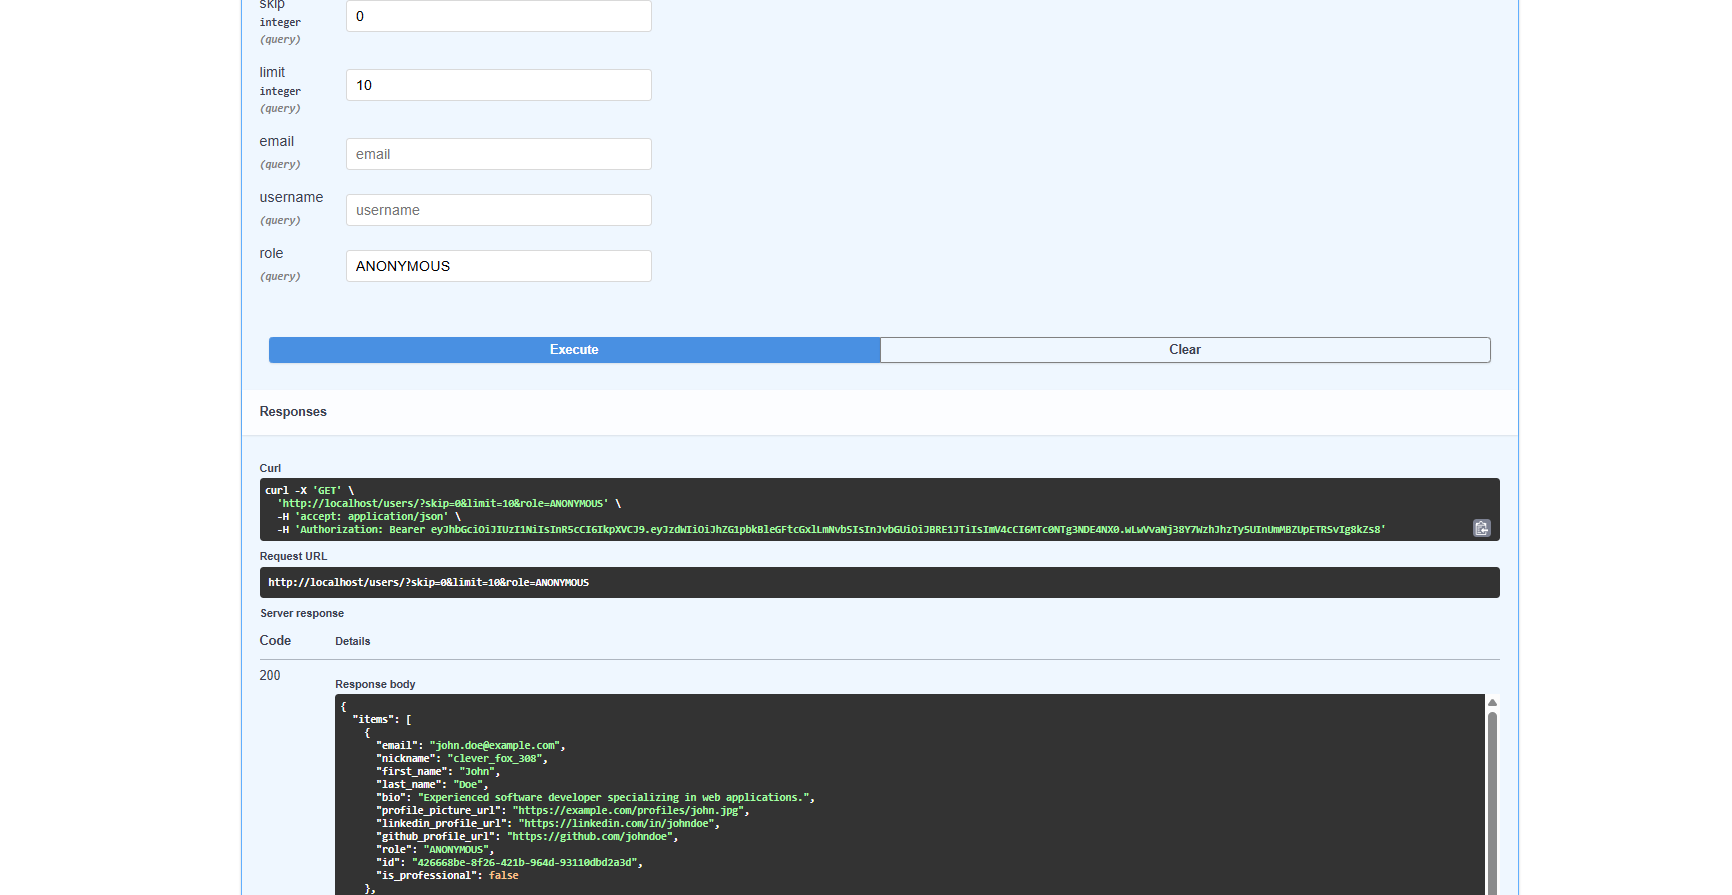 skip
integer
(query)
0
limit
integer
(query)
10
email
(query)
email
username
(query)
username
role
(query)
ANONYMOUS
Execute
Clear
Responses
Curl
curl -X 'GET' \
'http://localhost/users/?skip=0&limit=10&role=ANONYMOUS' \
-H 'accept: application/json' \
-H 'Authorization: Bearer
Request URL
http://localhost/users/?skip=0&limit=10&role=ANONYMOUS
Server response
Code Details
200
Response body
{
"items": [
{
"email": "john.doe@example.com",
"nickname": "clever_fox_308",
"first_name": "John",
"last_name": "Doe",
"bio": "Experienced software developer specializing in web applications.",
"profile_picture_url": "https://example.com/profiles/john.jpg",
"linkedin_profile_url": "https://linkedin.com/in/johndoe",
"github_profile_url": "https://github.com/johndoe",
"role": "ANONYMOUS",
"id": "426668be-8f26-421b-964d-93110dbd2a3d",
"is_professional": false
},